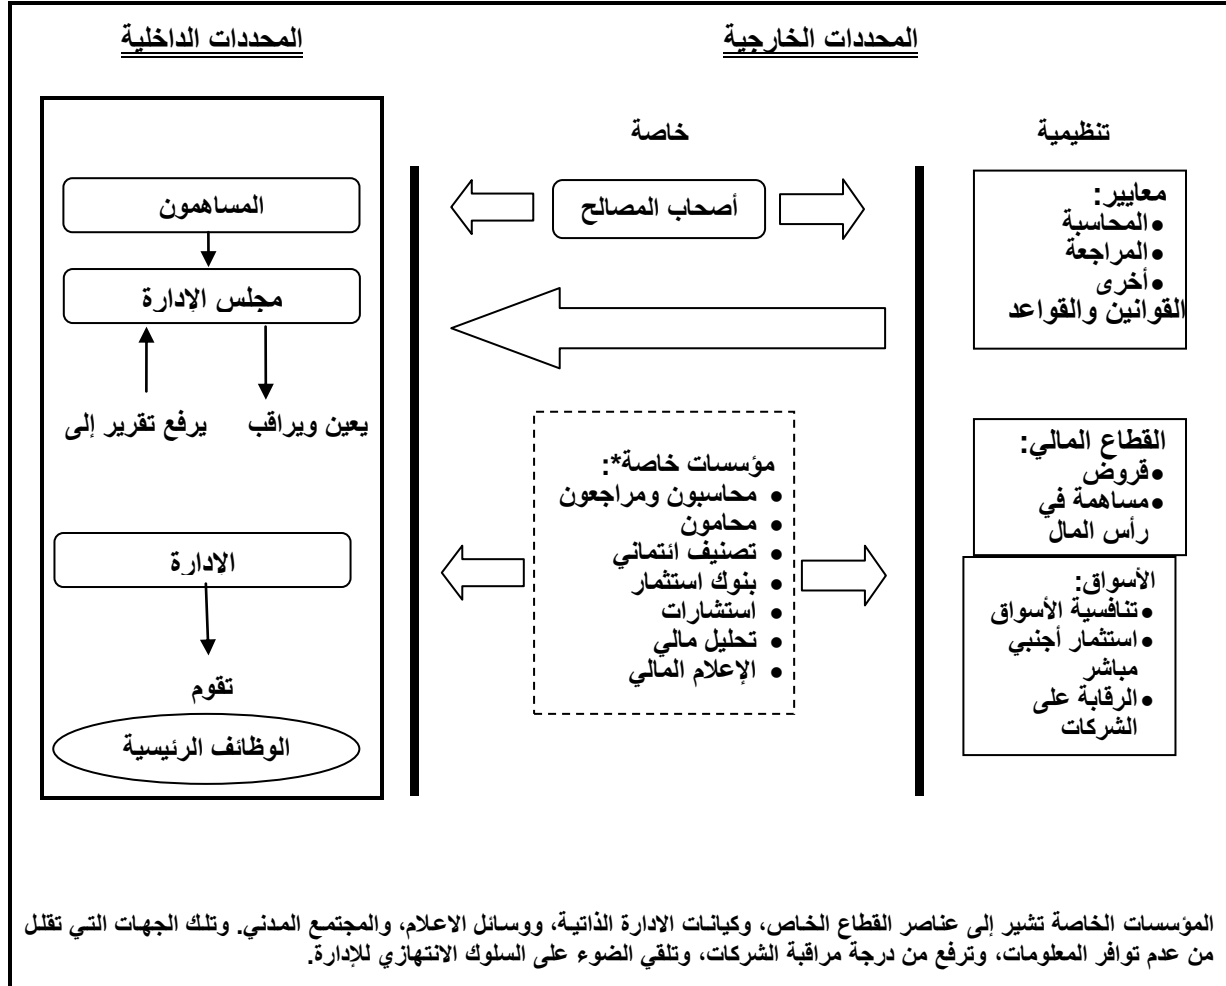 المحددات الخارجية
المحددات الداخلية
تنظيمية
معايير:
• المحاسبة
• المراجعة
• أخرى
القوانين والقواعد
القطاع المالي:
• قروض
• مساهمة في
رأس المال
الأسواق:
• تنافسية الأسواق
• استثمار أجنبي
مباشر
• الرقابة على
الشركات
خاصة
أصحاب المصالح
مؤسسات خاصة*:
• محاسبون ومراجعون
• محامون
• تصنيف ائتماني
• بنوك استثمار
• استشارات
• تحليل مالي
• الإعلام المالي
المساهمون
مجلس الإدارة
يعين ويراقب
يرفع تقرير إلى
الإدارة
تقوم
الوظائف الرئيسية
المؤسسات الخاصة تشير إلى عناصر القطاع الخاص، وكيانات الادارة الذاتية، ووسائل الاعلام، والمجتمع المدني. وتلك الجهات التي تقلل
من عدم توافر المعلومات، وترفع من درجة مراقبة الشركات، وتلقي الضوء على السلوك الانتهازي للإدارة.